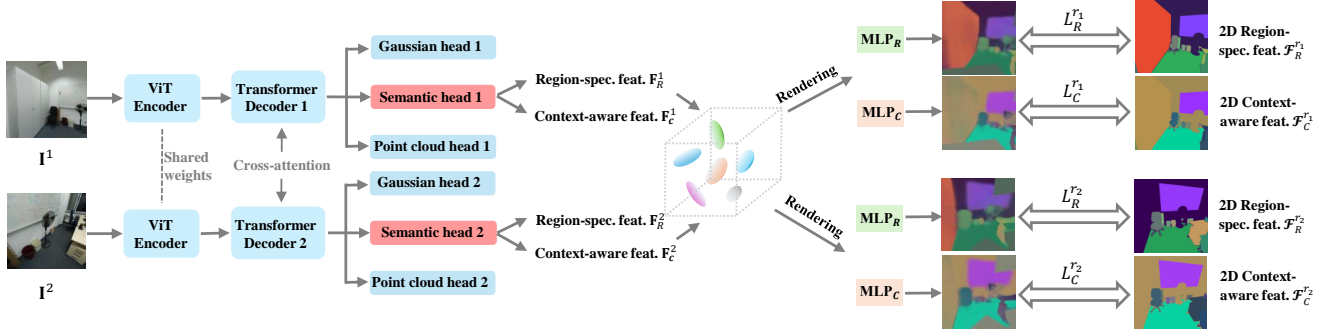 Gaussian head 1
ViT
Encoder
Transformer
Decoder 1
Semantic head 1
Region-spec. feat. F_R^1
Context-aware feat. F_c^1
Point cloud head 1
I^1
Shared
weights
Cross-attention
Gaussian head 2
ViT
Encoder
Transformer
Decoder 2
Semantic head 2
Region-spec. feat. F_R^2
Context-aware feat. F_c^2
Point cloud head 2
I^2
Rendering
Rendering
MLP_R
L_R^{r_1}
2D Region-
spec. feat. ℱ_R^{r_1}
MLP_C
L_C^{r_1}
2D Context-
aware feat. ℱ_C^{r_1}
MLP_R
L_R^{r_2}
2D Region-
spec. feat. ℱ_R^{r_2}
MLP_C
L_C^{r_2}
2D Context-
aware feat. ℱ_C^{r_2}